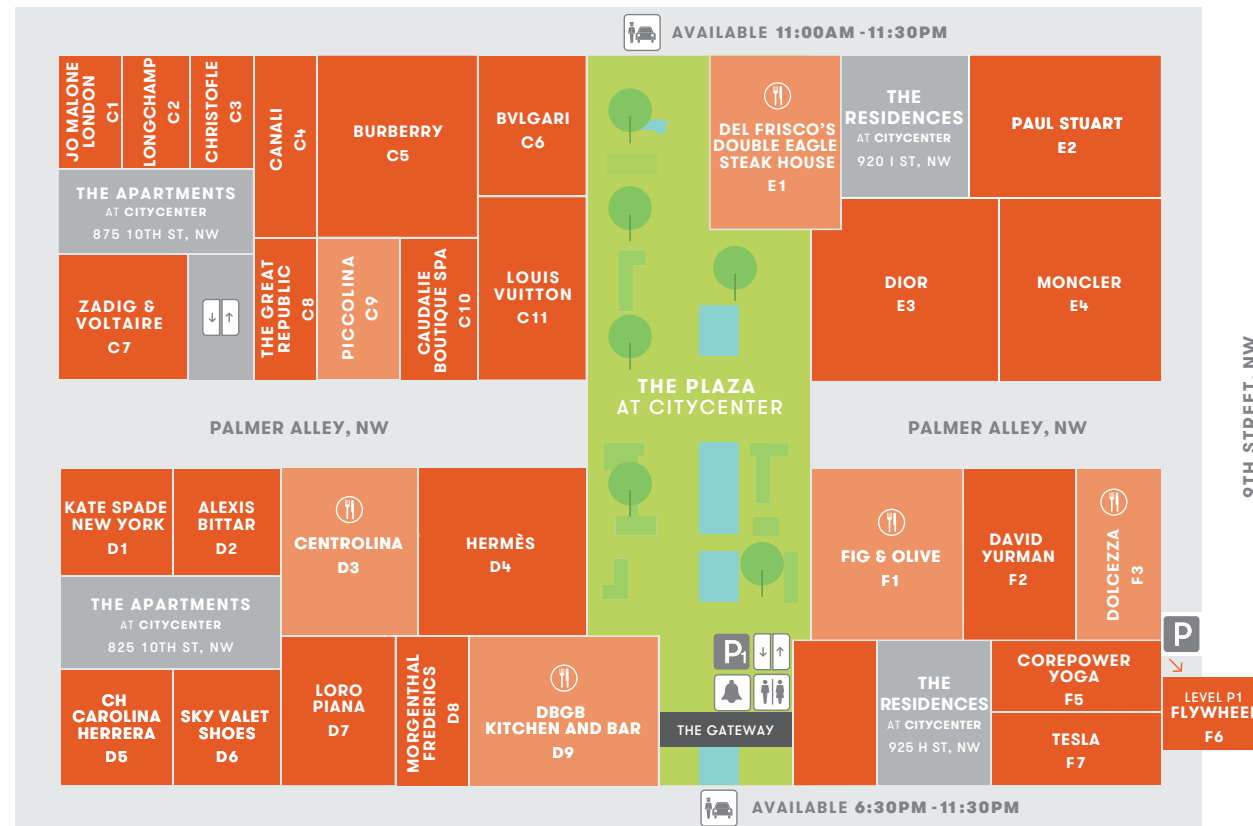 AVAILABLE 11:00AM - 11:30PM
JO MALONE
LONDON
C1
LONGCHAMP
C2
CHRISTOFLE
C3
CANALI
C4
BURBERRY
C5
BVLGARI
C6
THE APARTMENTS
AT CITYCENTER
875 10TH ST, NW
ZADIG &
VOLTAIRE
C7
THE GREAT
REPUBLIC
C8
PICCOLINA
C9
CAUDALIE
BOUTIQUE SPA
C10
LOUIS
VUITTON
C11
DEL FRISCO'S
DOUBLE EAGLE
STEAK HOUSE
E1
THE
RESIDENCES
AT CITYCENTER
920 I ST, NW
PAUL STUART
E2
DIOR
E3
MONCLER
E4
THE PLAZA
AT CITYCENTER
PALMER ALLEY, NW
PALMER ALLEY, NW
9TH STREET, NW
KATE SPADE
NEW YORK
D1
ALEXIS
BITTAR
D2
CENTROLINA
D3
HERMÈS
D4
THE APARTMENTS
AT CITYCENTER
825 10TH ST, NW
CH
CAROLINA
HERRERA
D5
SKY VALET
SHOES
D6
LORO
PIANA
D7
MORGENTHAL
FREDERICS
D8
DBGB
KITCHEN AND BAR
D9
P1
THE GATEWAY
FIG & OLIVE
F1
DAVID
YURMAN
F2
DOLCEZZA
F3
THE
RESIDENCES
AT CITYCENTER
925 H ST, NW
COREPOWER
YOGA
F5
TESLA
F7
P
LEVEL P1
FLYWHEEL
F6
AVAILABLE 6:30PM - 11:30PM